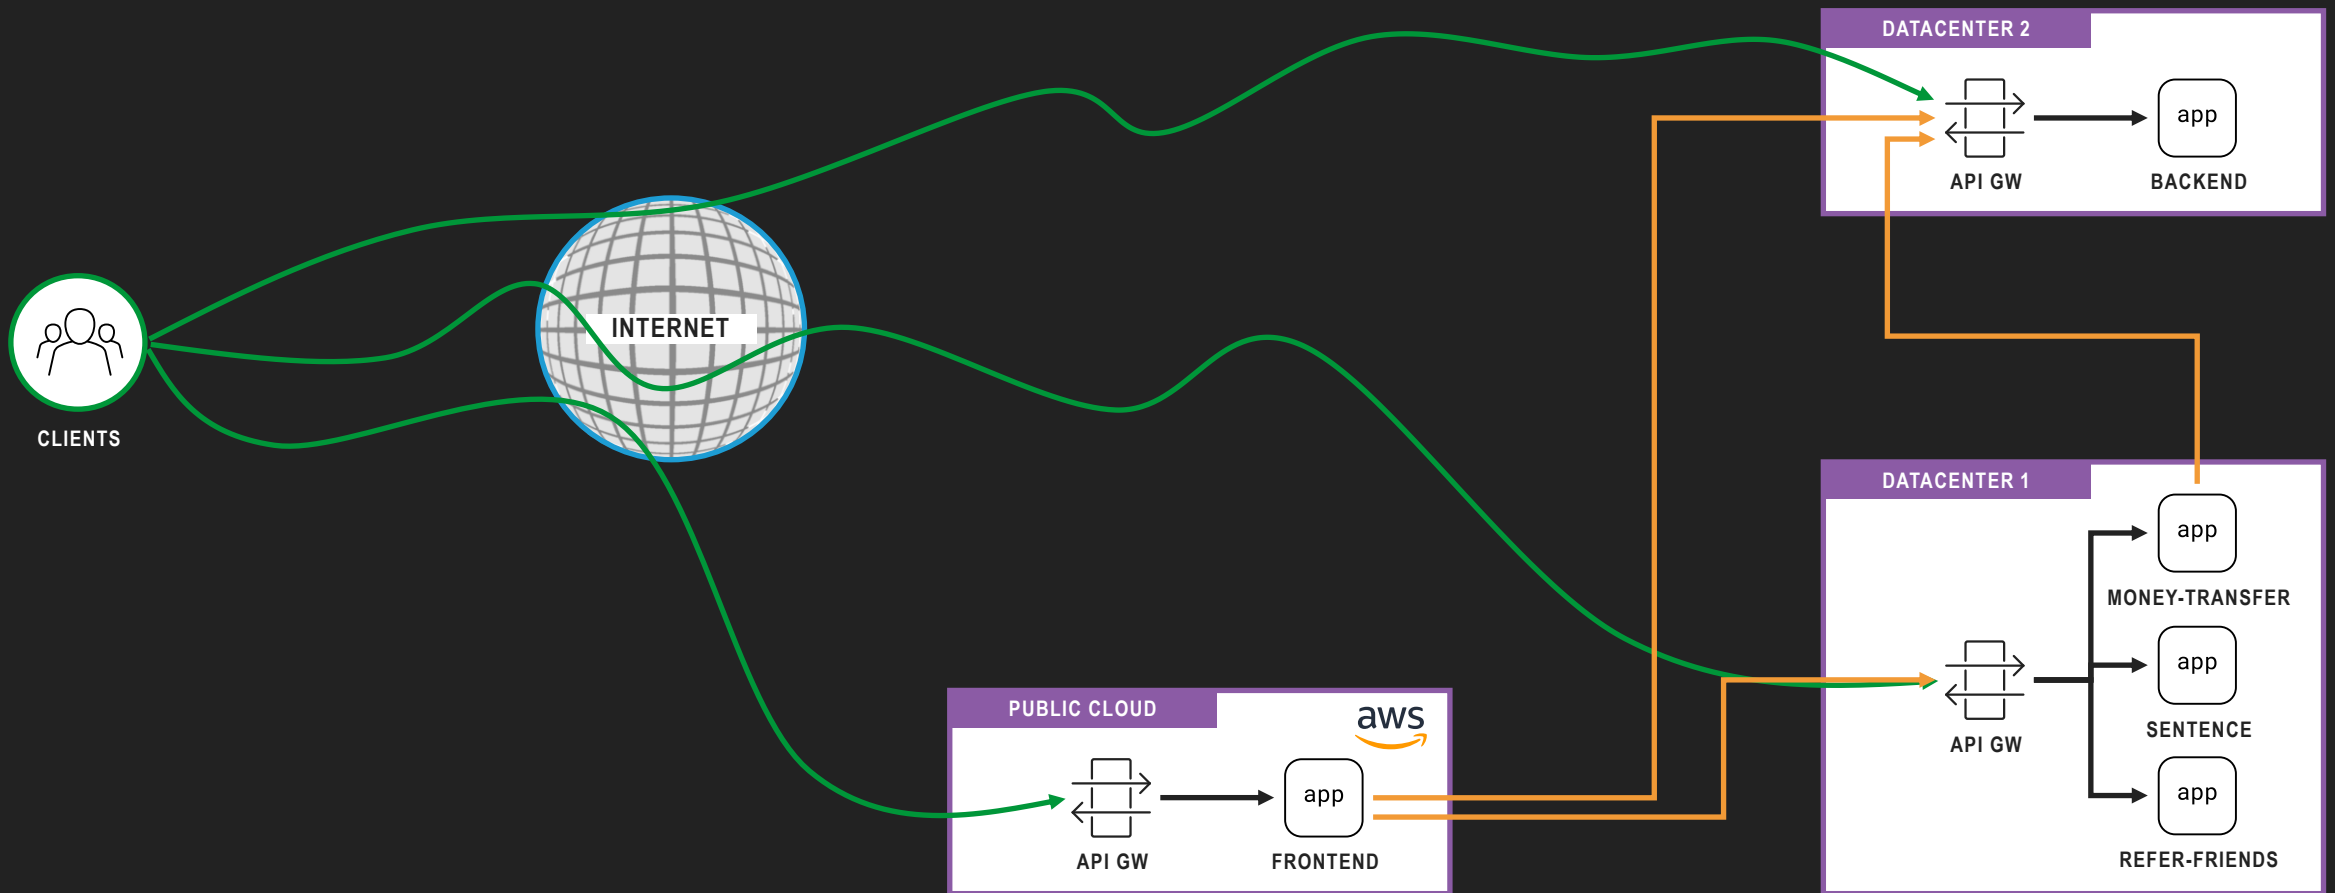 DATACENTER 2
app
API GW
BACKEND
INTERNET
CLIENTS
DATACENTER 1
app
MONEY-TRANSFER
app
SENTENCE
API GW
app
REFER-FRIENDS
PUBLIC CLOUD
aws
app
API GW
FRONTEND